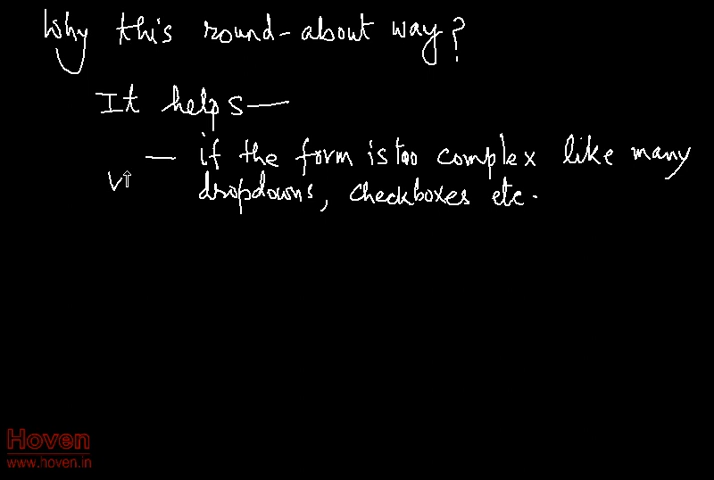 Why this round-about way?
It helps—
— if the form is too complex like many
dropdowns, checkboxes etc.
Hoven
www.hoven.in